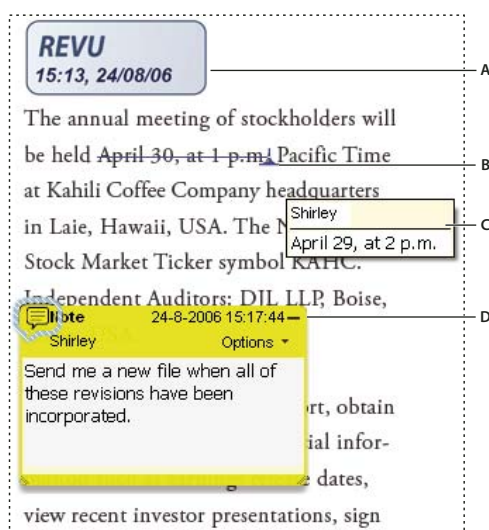 REVU
15:13, 24/08/06
A
The annual meeting of stockholders will
be held April 30, at 1 p.m. Pacific Time
B
at Kahili Coffee Company headquarters
Shirley
in Laie, Hawaii, USA. The N
C
April 29, at 2 p.m.
Stock Market Ticker symbol KAHC.
Independent Auditors: DJL LLP, Boise,
Note 24-8-2006 15:17:44
D
Shirley Options
Send me a new file when all of
these revisions have been
incorporated.
rt, obtain
ial infor-
dates,
view recent investor presentations, sign